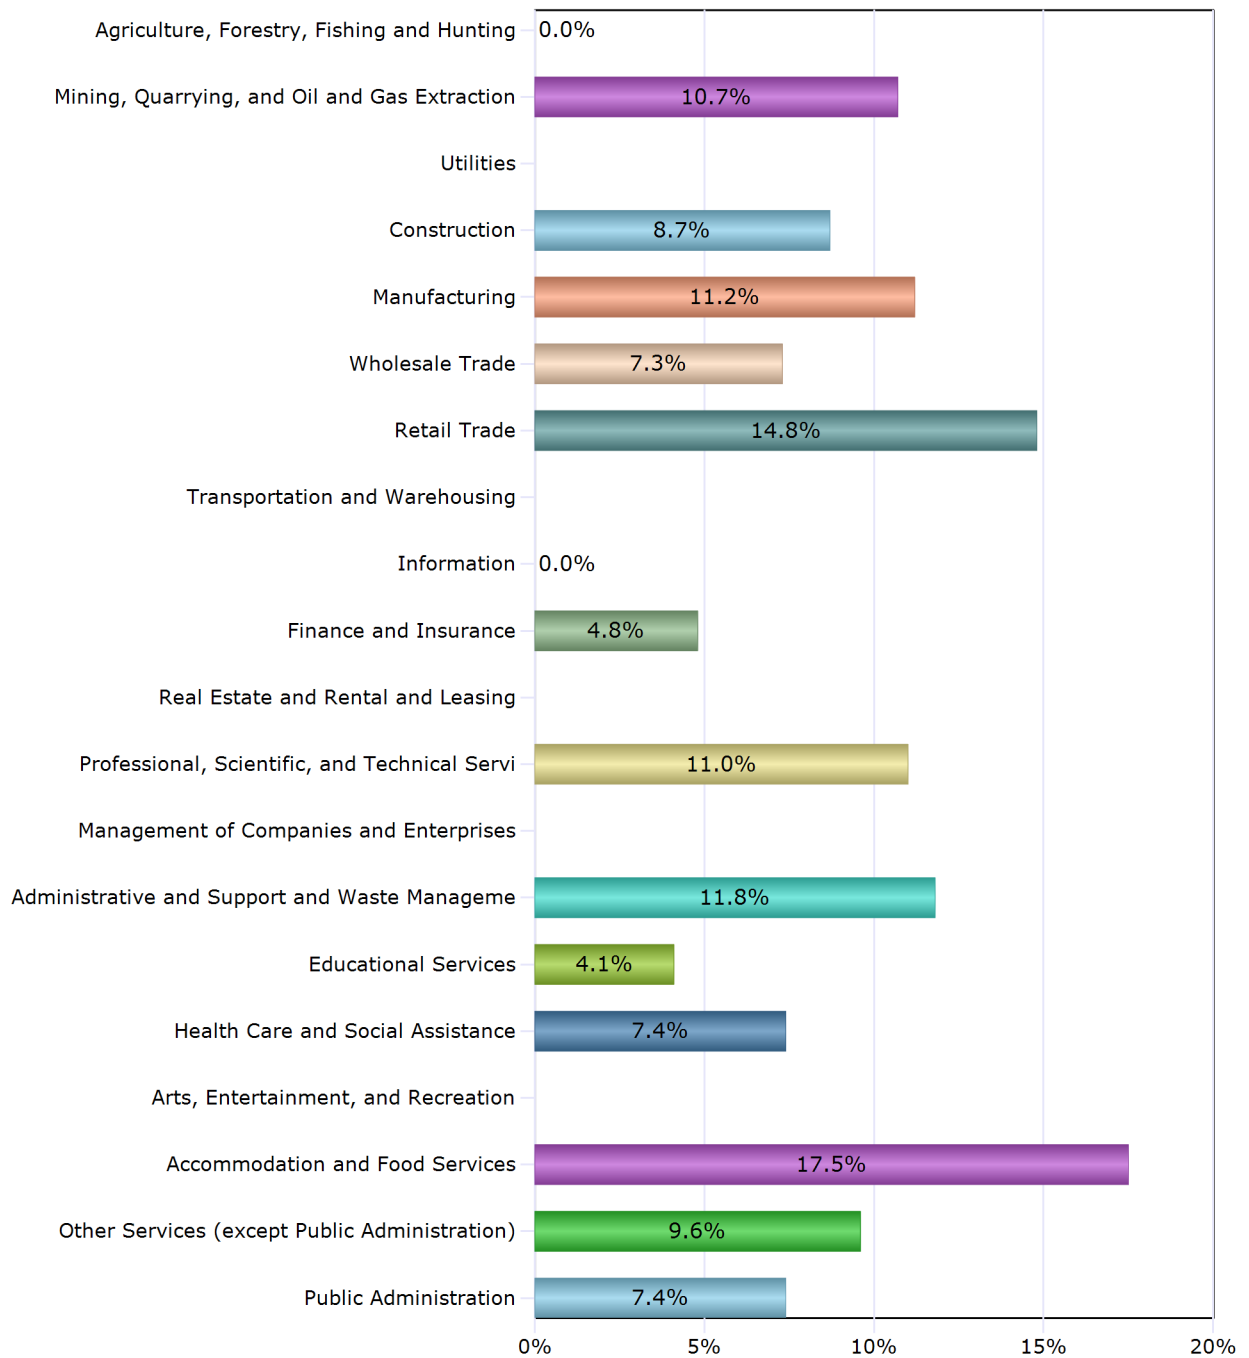 Agriculture, Forestry, Fishing and Hunting 0.0%
Mining, Quarrying, and Oil and Gas Extraction 10.7%
Utilities
Construction 8.7%
Manufacturing 11.2%
Wholesale Trade 7.3%
Retail Trade 14.8%
Transportation and Warehousing
Information 0.0%
Finance and Insurance 4.8%
Real Estate and Rental and Leasing
Professional, Scientific, and Technical Servi 11.0%
Management of Companies and Enterprises
Administrative and Support and Waste Manageme 11.8%
Educational Services 4.1%
Health Care and Social Assistance 7.4%
Arts, Entertainment, and Recreation
Accommodation and Food Services 17.5%
Other Services (except Public Administration) 9.6%
Public Administration 7.4%
0% 5% 10% 15% 20%